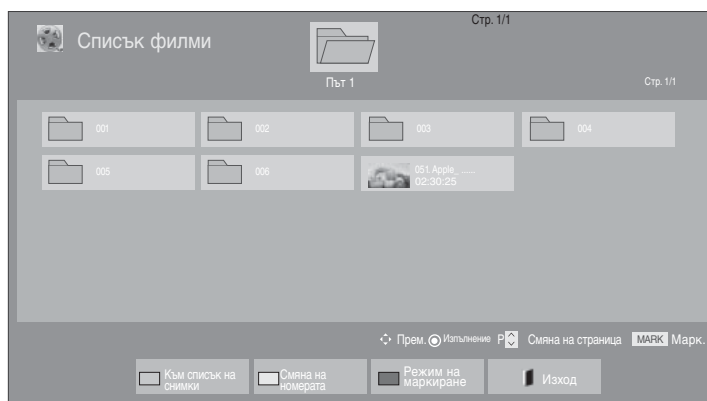 Стр. 1/1
Списък филми
Път 1
Стр. 1/1
001
002
003
004
005
006
051. Apple_ ......
02:30:25
Прем. Изпълнение P Смяна на страница MARK Марк.
Към списък на
снимки
Смяна на
номерата
Режим на
маркиране
Изход